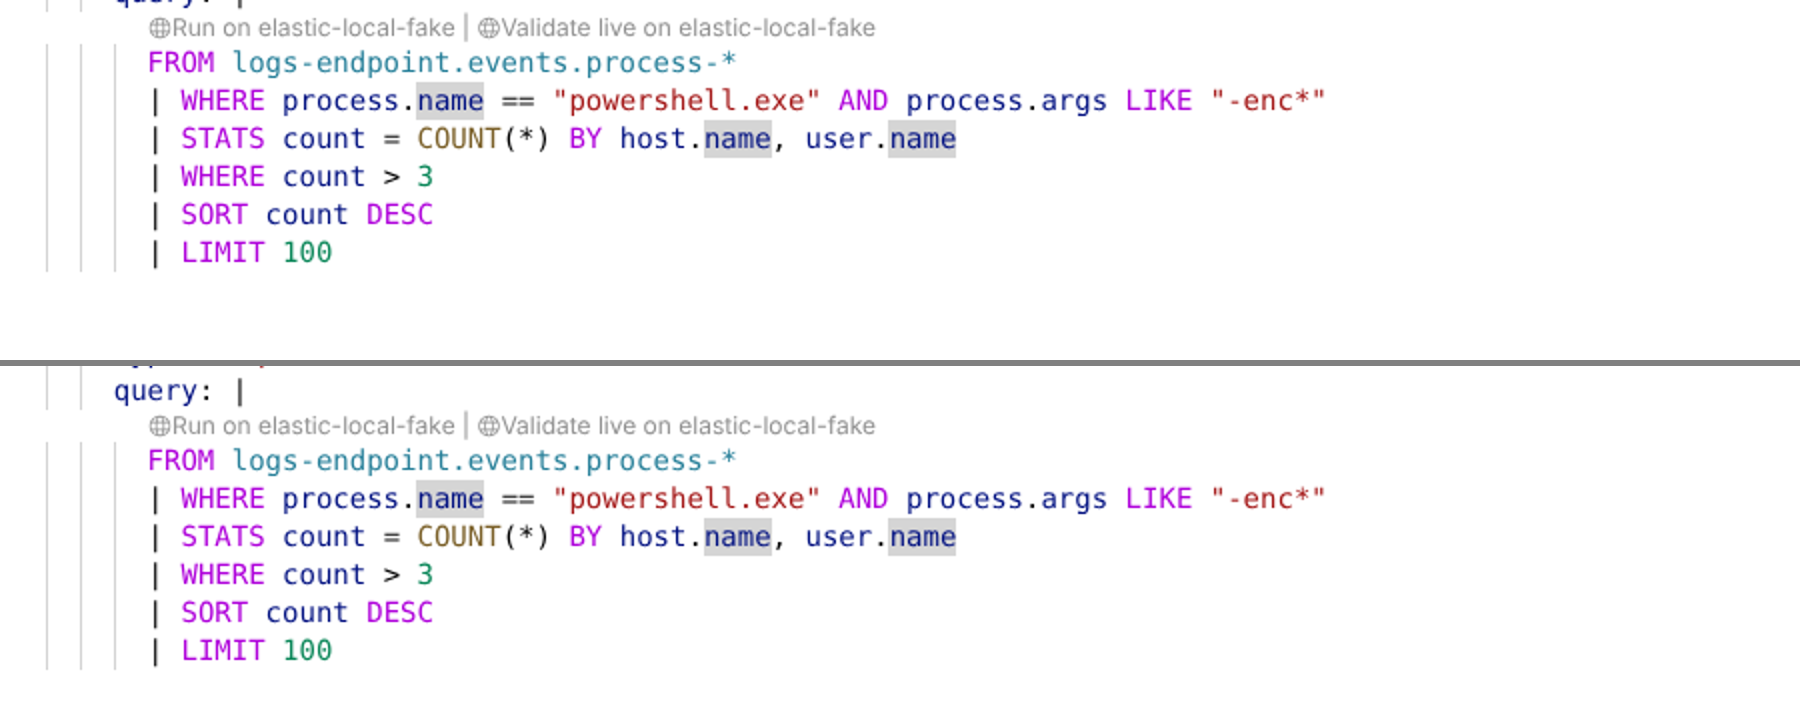 query: |
Run on elastic-local-fake | Validate live on elastic-local-fake
FROM logs-endpoint.events.process-*
| WHERE process.name == "powershell.exe" AND process.args LIKE "-enc*"
| STATS count = COUNT(*) BY host.name, user.name
| WHERE count > 3
| SORT count DESC
| LIMIT 100
query: |
Run on elastic-local-fake | Validate live on elastic-local-fake
FROM logs-endpoint.events.process-*
| WHERE process.name == "powershell.exe" AND process.args LIKE "-enc*"
| STATS count = COUNT(*) BY host.name, user.name
| WHERE count > 3
| SORT count DESC
| LIMIT 100